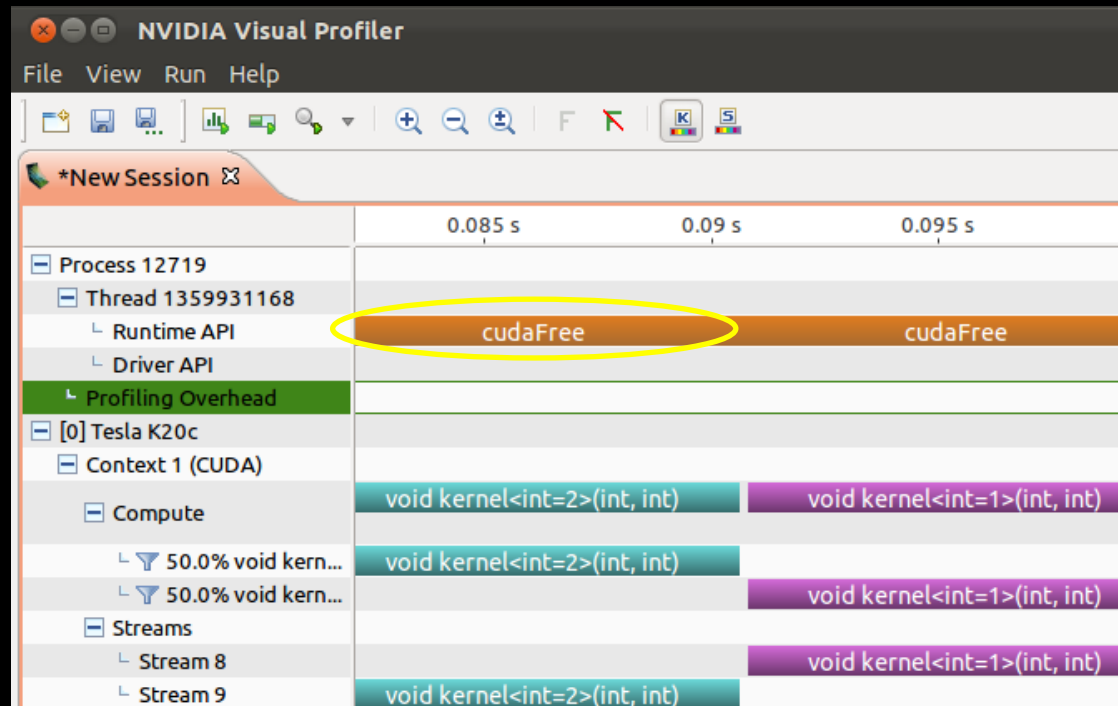 NVIDIA Visual Profiler
File View Run Help
F F K S
*New Session
0.085 s 0.09 s 0.095 s
Process 12719
Thread 1359931168
Runtime API cudaFree cudaFree
Driver API
Profiling Overhead
[0] Tesla K20c
Context 1 (CUDA)
Compute void kernel<int=2>(int, int) void kernel<int=1>(int, int)
50.0% void kern... void kernel<int=2>(int, int)
50.0% void kern... void kernel<int=1>(int, int)
Streams
Stream 8 void kernel<int=1>(int, int)
Stream 9 void kernel<int=2>(int, int)